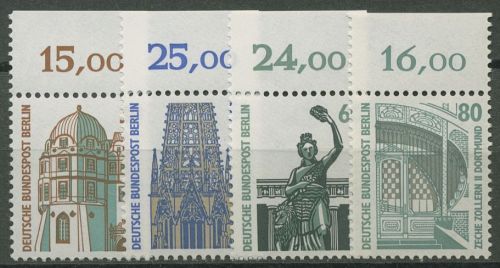 15,00
25,00
24,00
16,00
DEUTSCHE BUNDESPOST BERLIN
DEUTSCHE BUNDESPOST BERLIN
DEUTSCHE BUNDESPOST BERLIN
6
DEUTSCHE BUNDESPOST BERLIN
80
ZECHE ZOLLERN II DORTMUND